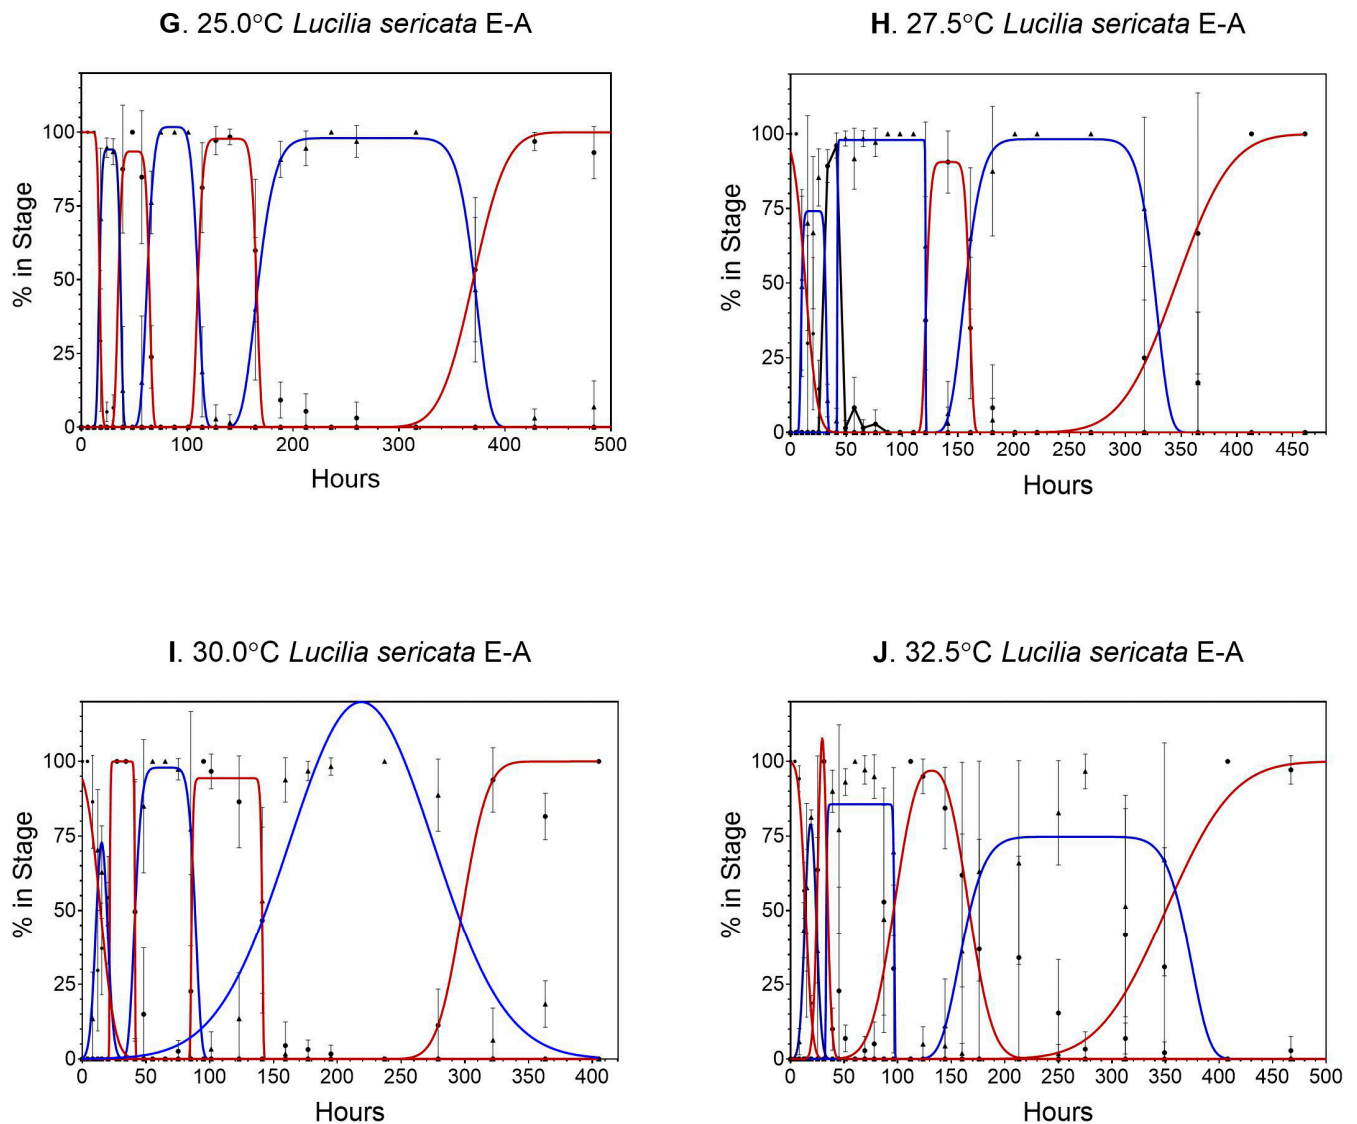 G. 25.0°C Lucilia sericata E-A
% in Stage
100
75
50
25
0
0 100 200 300 400 500
Hours
H. 27.5°C Lucilia sericata E-A
% in Stage
100
75
50
25
0
0 50 100 150 200 250 300 350 400 450
Hours
I. 30.0°C Lucilia sericata E-A
% in Stage
100
75
50
25
0
0 50 100 150 200 250 300 350 400
Hours
J. 32.5°C Lucilia sericata E-A
% in Stage
100
75
50
25
0
0 50 100 150 200 250 300 350 400 450 500
Hours